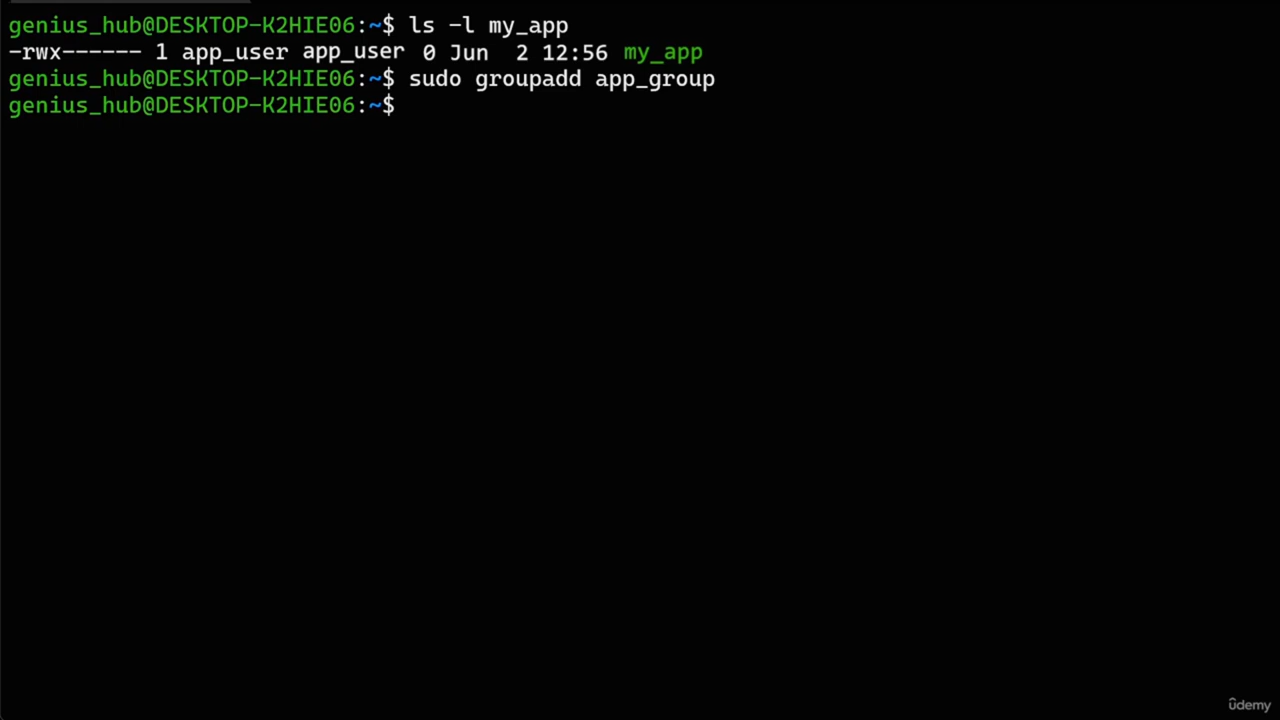 genius_hub@DESKTOP-K2HIE06:~$ ls -l my_app
-rwx------ 1 app_user app_user 0 Jun  2 12:56 my_app
genius_hub@DESKTOP-K2HIE06:~$ sudo groupadd app_group
genius_hub@DESKTOP-K2HIE06:~$
ûdemy